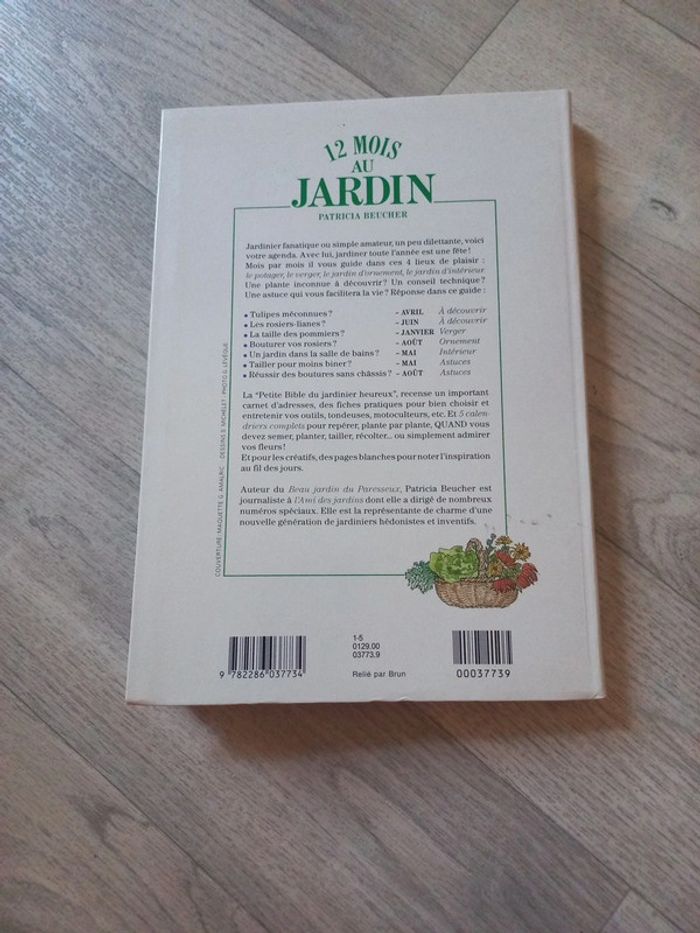 12 MOIS
AU
JARDIN
PATRICIA BEUCHER
Jardinier fanatique ou simple amateur, un peu dilettante, voici
votre agenda. Avec lui, jardiner toute l'année est une fête !
Mois par mois il vous guide dans ces 4 lieux de plaisir :
le potager, le verger, le jardin d'ornement, le jardin d'intérieur
Une plante inconnue à découvrir ? Un conseil technique ?
Une astuce qui vous facilitera la vie ? Réponse dans ce guide :
• Tulipes méconnues ? – AVRIL À découvrir
• Les rosiers-lianes ? – JUIN À découvrir
• La taille des pommiers ? – JANVIER Verger
• Bouturer vos rosiers ? – AOÛT Ornement
• Un jardin dans la salle de bains ? – MAI Intérieur
• Tailler pour moins biner ? – MAI Astuces
• Réussir des boutures sans châssis ? – AOÛT Astuces
La "Petite Bible du jardinier heureux", recense un important
carnet d'adresses, des fiches pratiques pour bien choisir et
entretenir vos outils, tondeuses, motoculteurs, etc. Et 5 calen-
driers complets pour repérer, plante par plante, QUAND vous
devez semer, planter, tailler, récolter... ou simplement admirer
vos fleurs !
Et pour les créatifs, des pages blanches pour noter l'inspiration
au fil des jours.
Auteur du Beau jardin du Paresseux, Patricia Beucher est
journaliste à l'Ami des jardins dont elle a dirigé de nombreux
numéros spéciaux. Elle est la représentante de charme d'une
nouvelle génération de jardiniers hédonistes et inventifs.
COUVERTURE : MAQUETTE G. AMALRIC - DESSINS B. MICHELET - PHOTO G. LÉVÊQUE
9 782286 037734
1-5
0129.00
03773.9
Relié par Brun
00037739